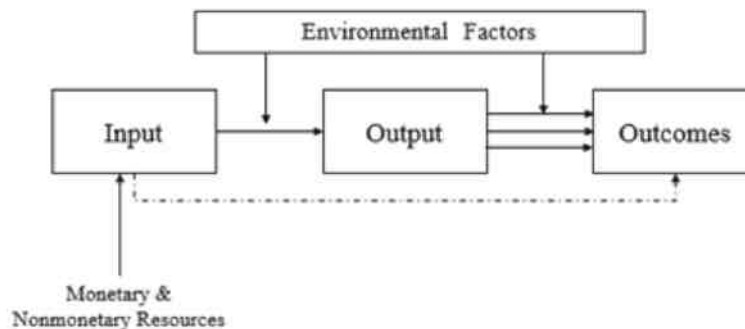 Environmental Factors
Input
Output
Outcomes
Monetary &
Nonmonetary Resources